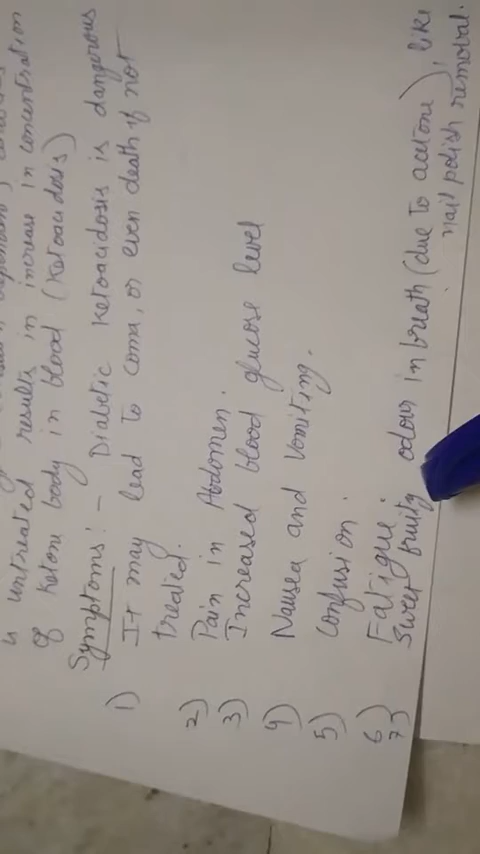 is untreated results in increase in concentration
of Ketone body in blood (Ketoacidosis)
Symptoms:- Diabetic Ketoacidosis is dangerous
1) It may lead to coma, or even death if not
treated.
2) Pain in Abdomen.
3) Increased blood glucose level
4) Nausea and Vomiting.
5) Confusion.
6) Fatigue.
7) Sweet fruity odour in breath (due to acetone), like
nail polish removal.